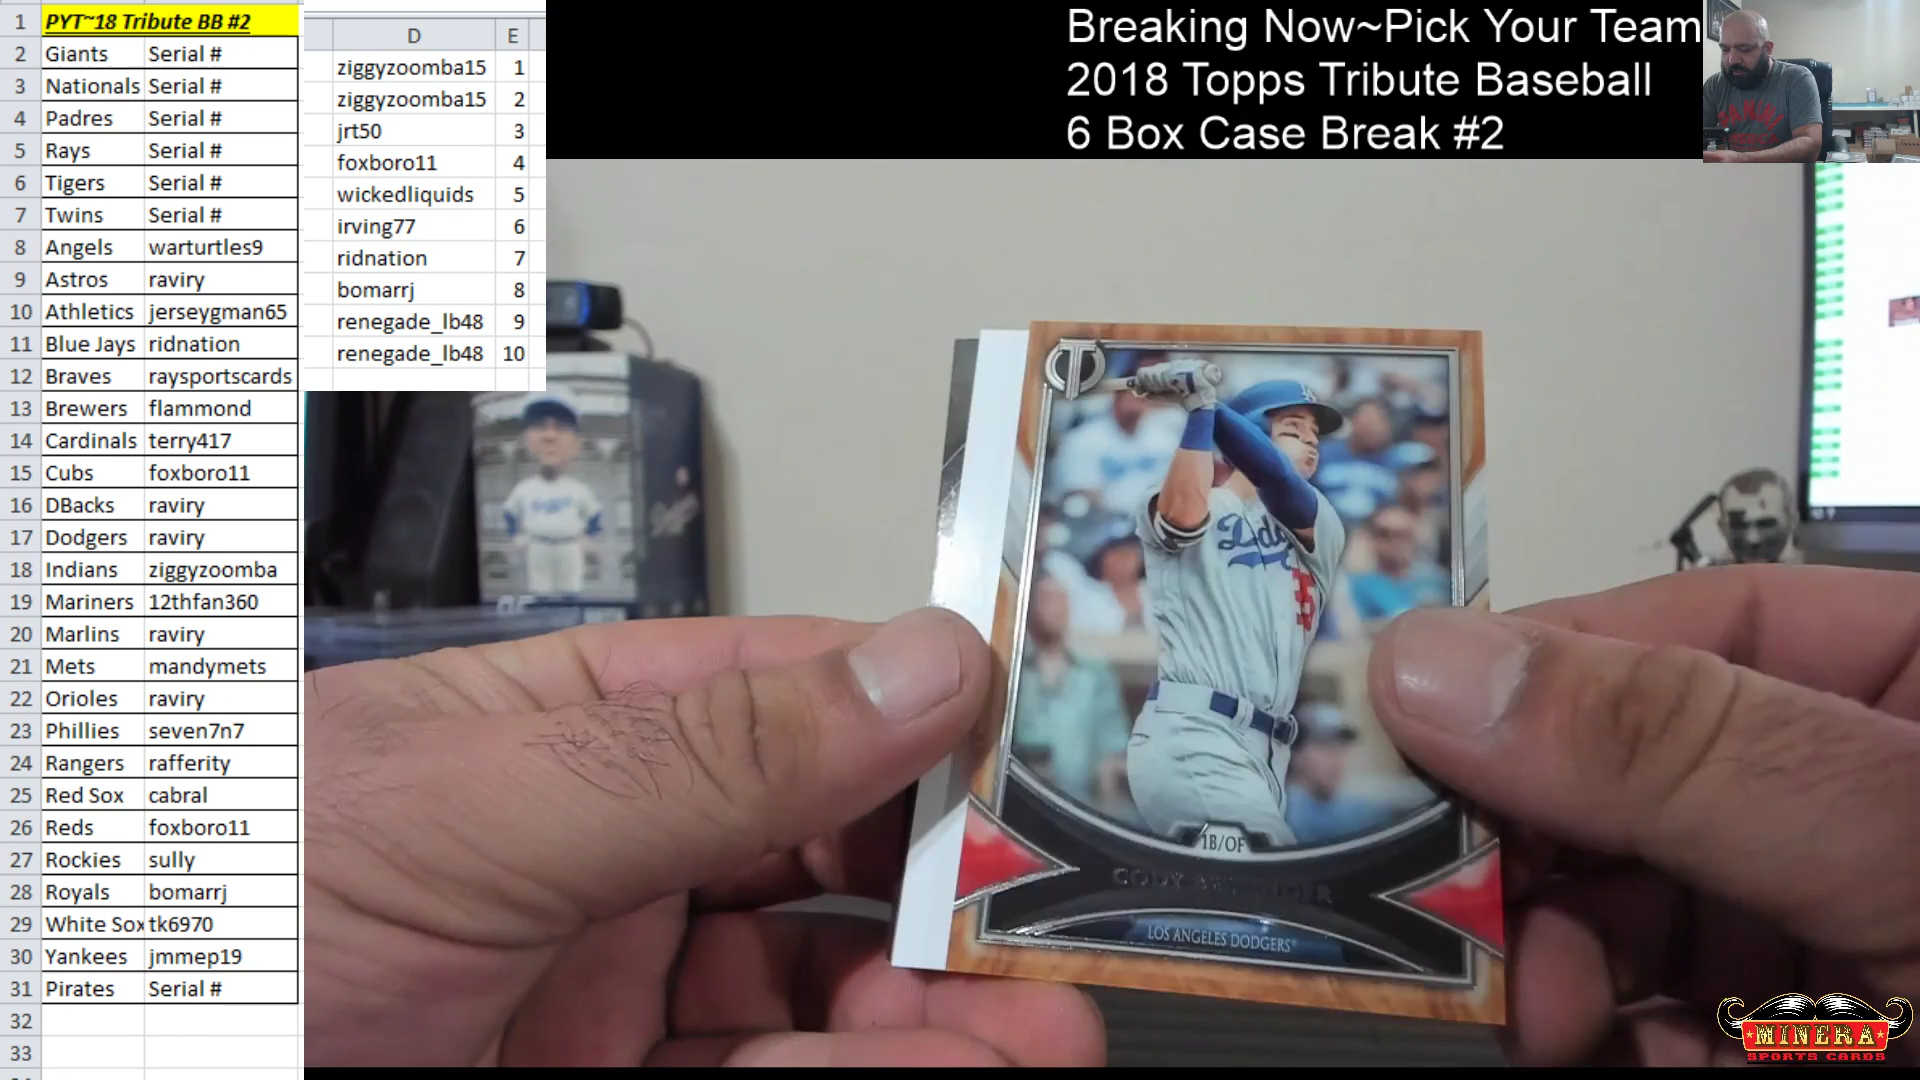 1 PYT~18 Tribute BB #2
2 Giants Serial #
3 Nationals Serial #
4 Padres Serial #
5 Rays Serial #
6 Tigers Serial #
7 Twins Serial #
8 Angels warturtles9
9 Astros raviry
10 Athletics jerseygman65
11 Blue Jays ridnation
12 Braves raysportscards
13 Brewers flammond
14 Cardinals terry417
15 Cubs foxboro11
16 DBacks raviry
17 Dodgers raviry
18 Indians ziggyzoomba
19 Mariners 12thfan360
20 Marlins raviry
21 Mets mandymets
22 Orioles raviry
23 Phillies seven7n7
24 Rangers rafferity
25 Red Sox cabral
26 Reds foxboro11
27 Rockies sully
28 Royals bomarrj
29 White Sox tk6970
30 Yankees jmmep19
31 Pirates Serial #
32
33
D E
ziggyzoomba15 1
ziggyzoomba15 2
jrt50 3
foxboro11 4
wickedliquids 5
irving77 6
ridnation 7
bomarrj 8
renegade_lb48 9
renegade_lb48 10
Breaking Now~Pick Your Team
2018 Topps Tribute Baseball
6 Box Case Break #2
T
1B/OF
LOS ANGELES DODGERS
MINERA
SPORTS CARDS